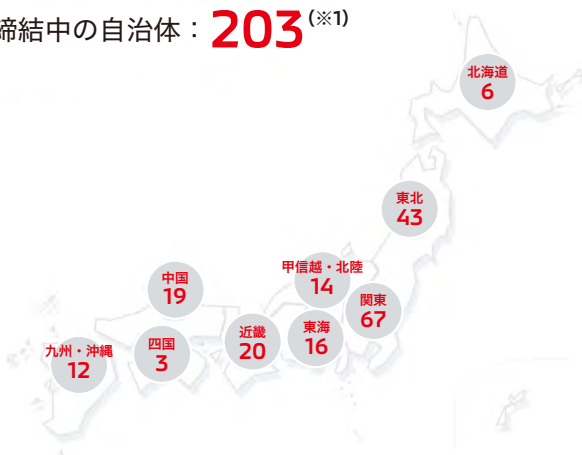 締結中の自治体：203(※1)
北海道
6
東北
43
甲信越・北陸
14
関東
67
中国
19
東海
16
近畿
20
四国
3
九州・沖縄
12